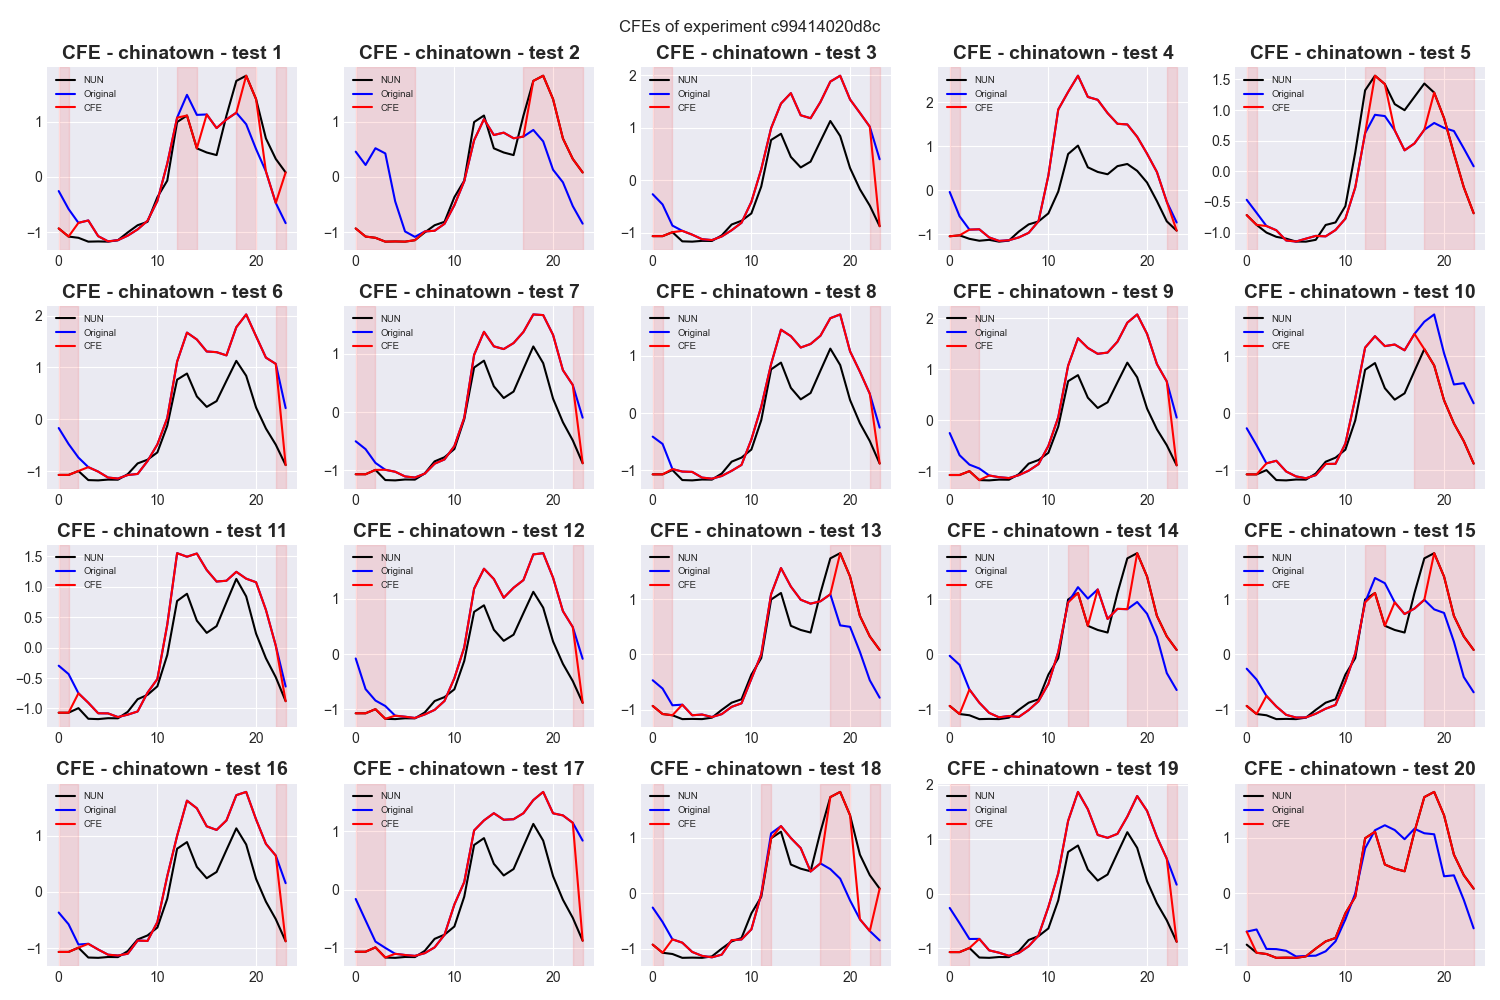 CFEs of experiment c99414020d8c
CFE - chinatown - test 1
CFE - chinatown - test 2
CFE - chinatown - test 3
CFE - chinatown - test 4
CFE - chinatown - test 5
NUN
Original
CFE
1
0
−1
0
10
20
NUN
Original
CFE
1
0
−1
0
10
20
NUN
Original
CFE
2
1
0
−1
0
10
20
NUN
Original
CFE
2
1
0
−1
0
10
20
NUN
Original
CFE
1.5
1.0
0.5
0.0
−0.5
−1.0
0
10
20
CFE - chinatown - test 6
CFE - chinatown - test 7
CFE - chinatown - test 8
CFE - chinatown - test 9
CFE - chinatown - test 10
NUN
Original
CFE
2
1
0
−1
0
10
20
NUN
Original
CFE
1
0
−1
0
10
20
NUN
Original
CFE
1
0
−1
0
10
20
NUN
Original
CFE
2
1
0
−1
0
10
20
NUN
Original
CFE
1
0
−1
0
10
20
CFE - chinatown - test 11
CFE - chinatown - test 12
CFE - chinatown - test 13
CFE - chinatown - test 14
CFE - chinatown - test 15
NUN
Original
CFE
1.5
1.0
0.5
0.0
−0.5
−1.0
0
10
20
NUN
Original
CFE
1
0
−1
0
10
20
NUN
Original
CFE
1
0
−1
0
10
20
NUN
Original
CFE
1
0
−1
0
10
20
NUN
Original
CFE
1
0
−1
0
10
20
CFE - chinatown - test 16
CFE - chinatown - test 17
CFE - chinatown - test 18
CFE - chinatown - test 19
CFE - chinatown - test 20
NUN
Original
CFE
1
0
−1
0
10
20
NUN
Original
CFE
1
0
−1
0
10
20
NUN
Original
CFE
1
0
−1
0
10
20
NUN
Original
CFE
2
1
0
−1
0
10
20
NUN
Original
CFE
1
0
−1
0
10
20